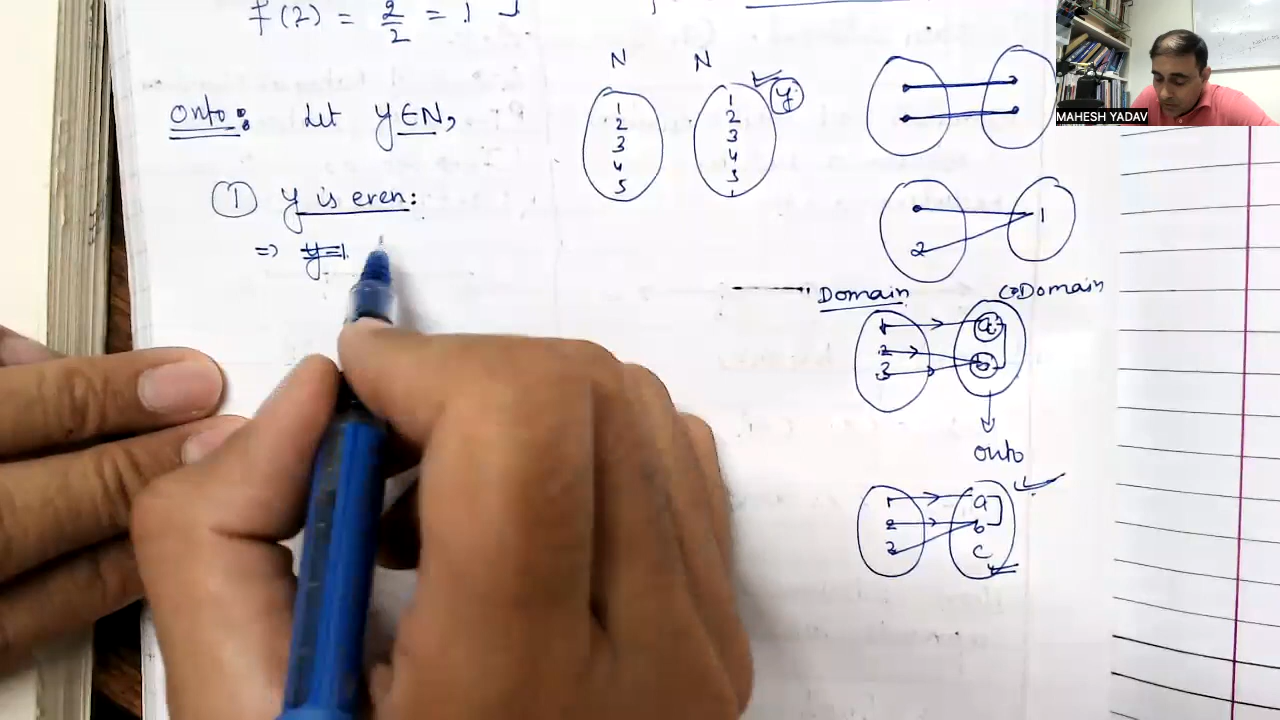 f(2) = 2/2 = 1
Onto: Let y∈N,
① y is even:
⇒ y=1
N N
1 1 y
2 2
3 3
4 4
5 5
2 1
Domain Co Domain
1 a
2 b
3
onto
1 a
2 b
3 c
MAHESH YADAV